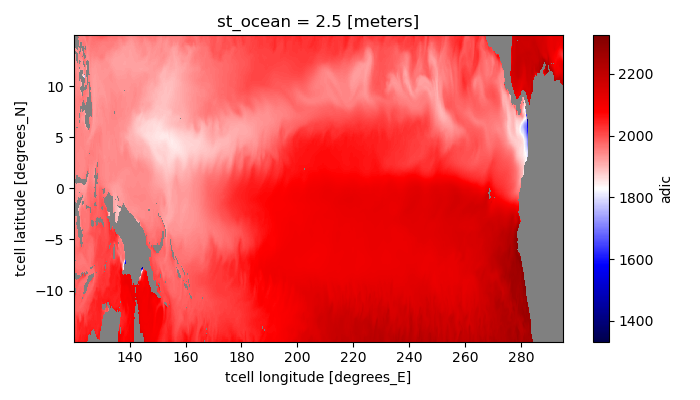 st_ocean = 2.5 [meters]
10
5
0
−5
−10
tcell latitude [degrees_N]
140 160 180 200 220 240 260 280
tcell longitude [degrees_E]
2200
2000
1800
1600
1400
adic